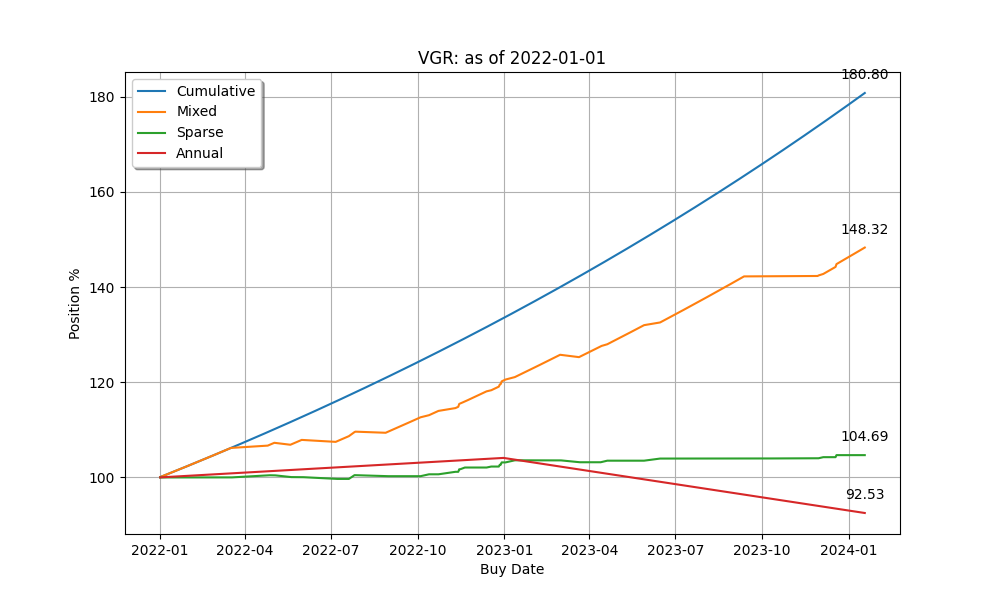 VGR: as of 2022-01-01
180.80
180
Cumulative
Mixed
Sparse
Annual
160
148.32
140
Position %
120
104.69
100
92.53
2022-01 2022-04 2022-07 2022-10 2023-01 2023-04 2023-07 2023-10 2024-01
Buy Date